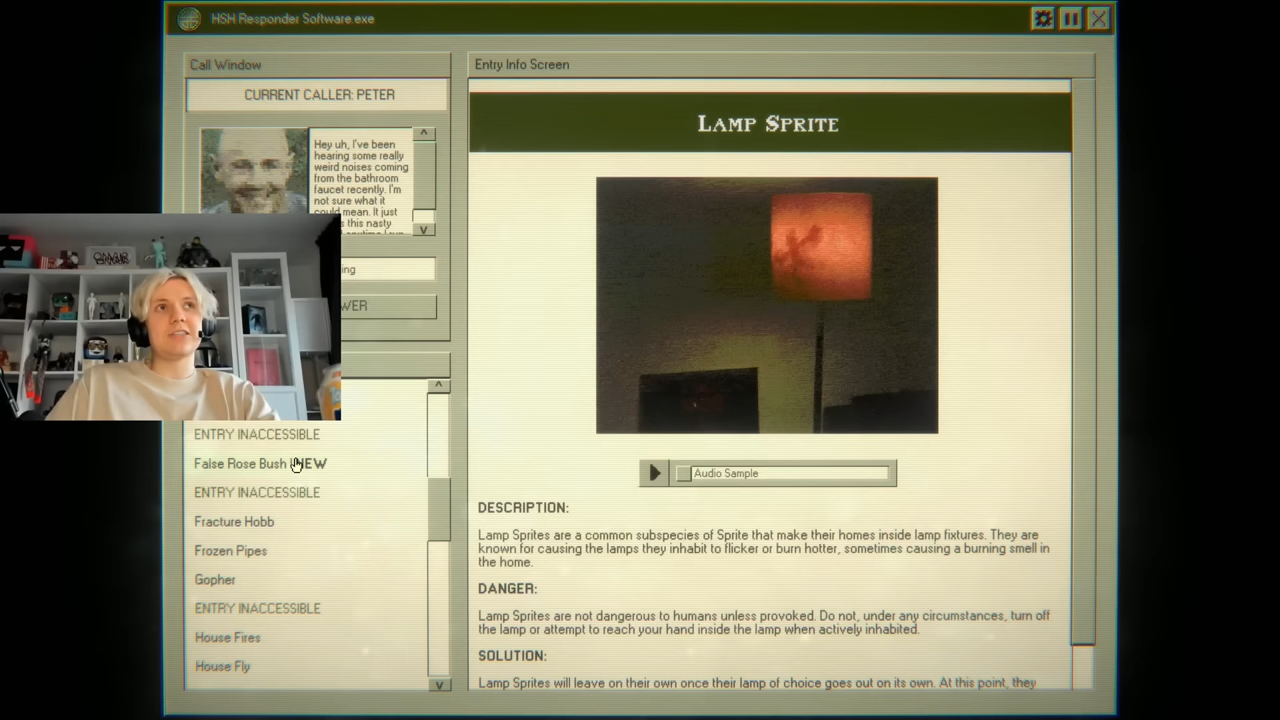 HSH Responder Software.exe
Call Window
CURRENT CALLER: PETER
Hey uh, I've been
hearing some really
weird noises coming
from the bathroom
faucet recently. I'm
not sure what it
could mean. It just
this nasty
ENTRY INACCESSIBLE
False Rose Bush NEW
ENTRY INACCESSIBLE
Fracture Hobb
Frozen Pipes
Gopher
ENTRY INACCESSIBLE
House Fires
House Fly
Entry Info Screen
LAMP SPRITE
Audio Sample
DESCRIPTION:
Lamp Sprites are a common subspecies of Sprite that make their homes inside lamp fixtures. They are
known for causing the lamps they inhabit to flicker or burn hotter, sometimes causing a burning smell in
the home.
DANGER:
Lamp Sprites are not dangerous to humans unless provoked. Do not, under any circumstances, turn off
the lamp or attempt to reach your hand inside the lamp when actively inhabited.
SOLUTION:
Lamp Sprites will leave on their own once their lamp of choice goes out on its own. At this point, they